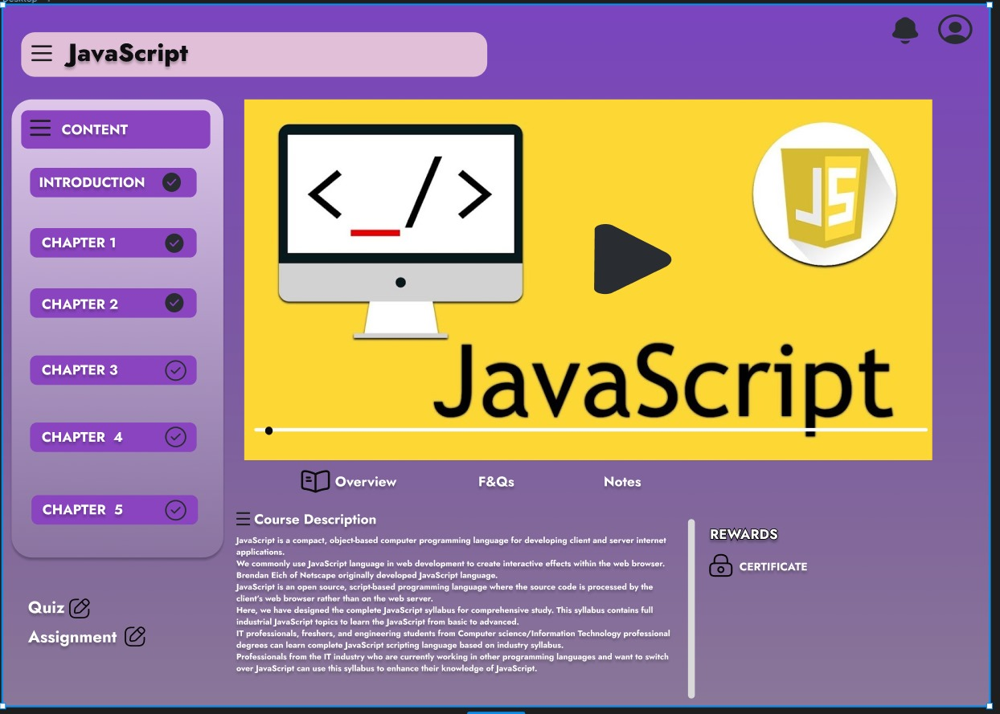 Desktop - 7
JavaScript
CONTENT
INTRODUCTION
CHAPTER 1
CHAPTER 2
CHAPTER 3
CHAPTER 4
CHAPTER 5
Quiz
Assignment
< _ / >
JS
JavaScript
Overview
F&Qs
Notes
Course Description
JavaScript is a compact, object-based computer programming language for developing client and server internet
applications.
We commonly use JavaScript language in web development to create interactive effects within the web browser.
Brendan Eich of Netscape originally developed JavaScript language.
JavaScript is an open source, script-based programming language where the source code is processed by the
client's web browser rather than on the web server.
Here, we have designed the complete JavaScript syllabus for comprehensive study. This syllabus contains full
industrial JavaScript topics to learn the JavaScript from basic to advanced.
IT professionals, freshers, and engineering students from Computer science/Information Technology professional
degrees can learn complete JavaScript scripting language based on industry syllabus.
Professionals from the IT industry who are currently working in other programming languages and want to switch
over JavaScript can use this syllabus to enhance their knowledge of JavaScript.
REWARDS
CERTIFICATE